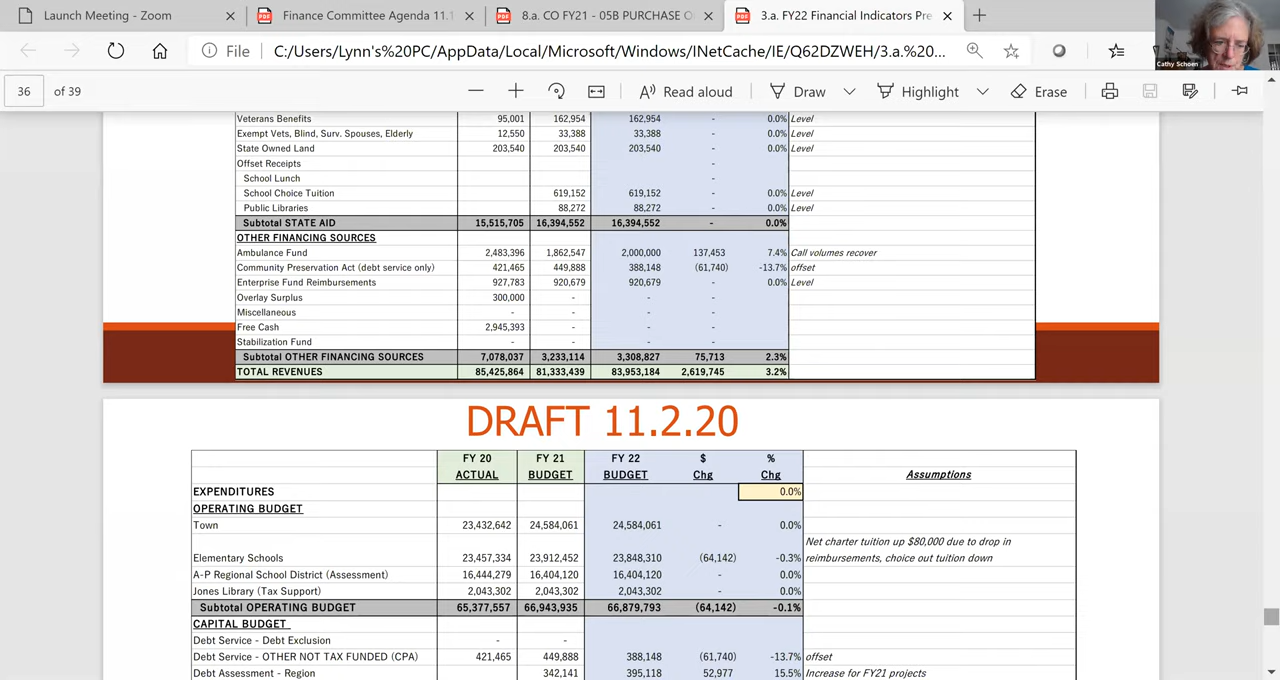 Launch Meeting - Zoom
Finance Committee Agenda 11.1
8.a. CO FY21 - 05B PURCHASE O
3.a. FY22 Financial Indicators Pre
File C:/Users/Lynn's%20PC/AppData/Local/Microsoft/Windows/INetCache/IE/Q62DZWEH/3.a.%20...
Cathy Schoen
36 of 39 Read aloud Draw Highlight Erase
Veterans Benefits 95,001 162,954 162,954 - 0.0% Level
Exempt Vets, Blind, Surv. Spouses, Elderly 12,550 33,388 33,388 - 0.0% Level
State Owned Land 203,540 203,540 203,540 - 0.0% Level
Offset Receipts -
School Lunch -
School Choice Tuition 619,152 619,152 - 0.0% Level
Public Libraries 88,272 88,272 - 0.0% Level
Subtotal STATE AID 15,515,705 16,394,552 16,394,552 - 0.0%
OTHER FINANCING SOURCES
Ambulance Fund 2,483,396 1,862,547 2,000,000 137,453 7.4% Call volumes recover
Community Preservation Act (debt service only) 421,465 449,888 388,148 (61,740) -13.7% offset
Enterprise Fund Reimbursements 927,783 920,679 920,679 - 0.0% Level
Overlay Surplus 300,000 - - -
Miscellaneous - - - -
Free Cash 2,945,393 - - -
Stabilization Fund - - - -
Subtotal OTHER FINANCING SOURCES 7,078,037 3,233,114 3,308,827 75,713 2.3%
TOTAL REVENUES 85,425,864 81,333,439 83,953,184 2,619,745 3.2%
DRAFT 11.2.20
FY 20 FY 21 FY 22 $ %
ACTUAL BUDGET BUDGET Chg Chg Assumptions
EXPENDITURES 0.0%
OPERATING BUDGET
Town 23,432,642 24,584,061 24,584,061 - 0.0%
Net charter tuition up $80,000 due to drop in
Elementary Schools 23,457,334 23,912,452 23,848,310 (64,142) -0.3% reimbursements, choice out tuition down
A-P Regional School District (Assessment) 16,444,279 16,404,120 16,404,120 - 0.0%
Jones Library (Tax Support) 2,043,302 2,043,302 2,043,302 - 0.0%
Subtotal OPERATING BUDGET 65,377,557 66,943,935 66,879,793 (64,142) -0.1%
CAPITAL BUDGET
Debt Service - Debt Exclusion - -
Debt Service - OTHER NOT TAX FUNDED (CPA) 421,465 449,888 388,148 (61,740) -13.7% offset
Debt Assessment - Region 342,141 395,118 52,977 15.5% Increase for FY21 projects